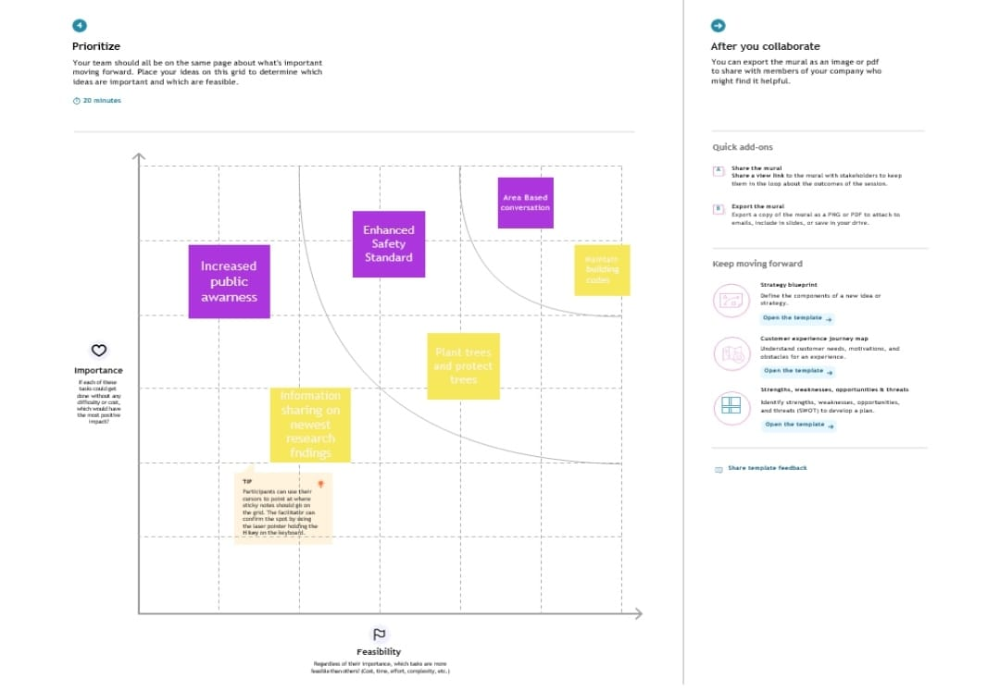 4
Prioritize
Your team should all be on the same page about what's important
moving forward. Place your ideas on this grid to determine which
ideas are important and which are feasible.
20 minutes
Area Based
conversation
Enhanced
Safety
Standard
Increased
public
awarness
Maintain
building
codes
Plant trees
and protect
trees
Information
sharing on
newest
research
fndings
Importance
If each of these
tasks could get
done without any
difficulty or cost,
which would have
the most positive
impact?
TIP
Participants can use their
cursors to point at where
sticky notes should go on
the grid. The facilitator can
confirm the spot by using
the laser pointer holding the
H key on the keyboard.
Feasibility
Regardless of their importance, which tasks are more
feasible than others? (Cost, time, effort, complexity, etc.)
After you collaborate
You can export the mural as an image or pdf
to share with members of your company who
might find it helpful.
Quick add-ons
A
Share the mural
Share a view link to the mural with stakeholders to keep
them in the loop about the outcomes of the session.
B
Export the mural
Export a copy of the mural as a PNG or PDF to attach to
emails, include in slides, or save in your drive.
Keep moving forward
Strategy blueprint
Define the components of a new idea or
strategy.
Open the template →
Customer experience journey map
Understand customer needs, motivations, and
obstacles for an experience.
Open the template →
Strengths, weaknesses, opportunities & threats
Identify strengths, weaknesses, opportunities,
and threats (SWOT) to develop a plan.
Open the template →
Share template feedback